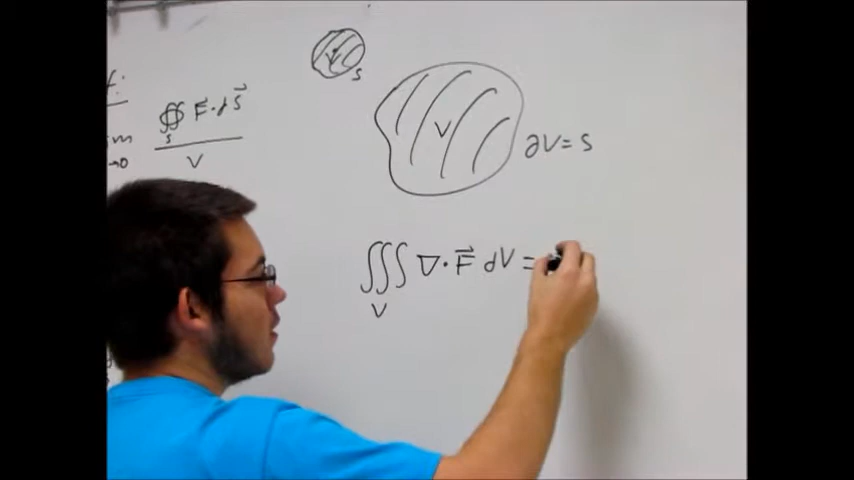 V
S
∯ F⃗·dS⃗
S
V
V
∂V = S
∭ ∇·F⃗ dV =
V